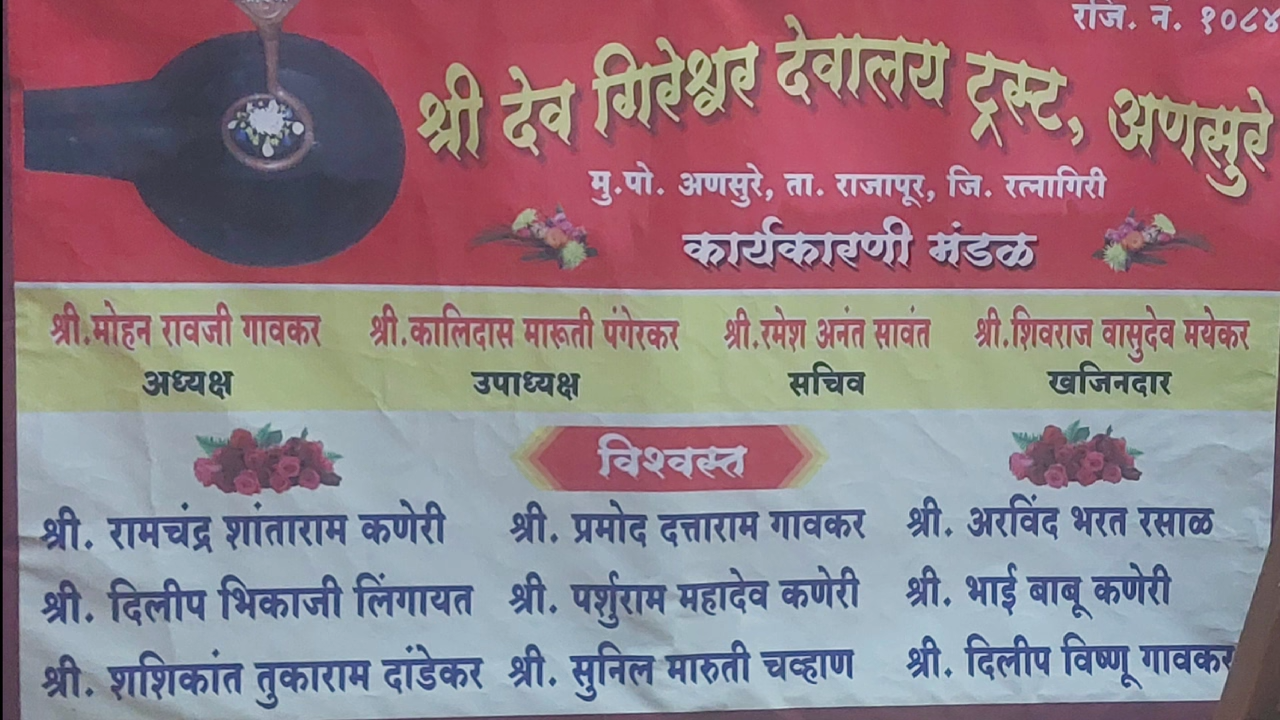 रजि. नं. १०८४
श्री देव गिरेश्वर देवालय ट्रस्ट, अणसुरे
मु.पो. अणसुरे, ता. राजापूर, जि. रत्नागिरी
कार्यकारणी मंडळ
श्री.मोहन रावजी गावकर श्री.कालिदास मारूती पंगेरकर श्री.रमेश अनंत सावंत श्री.शिवराज वासुदेव मयेकर
अध्यक्ष उपाध्यक्ष सचिव खजिनदार
विश्वस्त
श्री. रामचंद्र शांताराम कणेरी श्री. प्रमोद दत्ताराम गावकर श्री. अरविंद भरत रसाळ
श्री. दिलीप भिकाजी लिंगायत श्री. पर्शुराम महादेव कणेरी श्री. भाई बाबू कणेरी
श्री. शशिकांत तुकाराम दांडेकर श्री. सुनिल मारुती चव्हाण श्री. दिलीप विष्णू गावकर